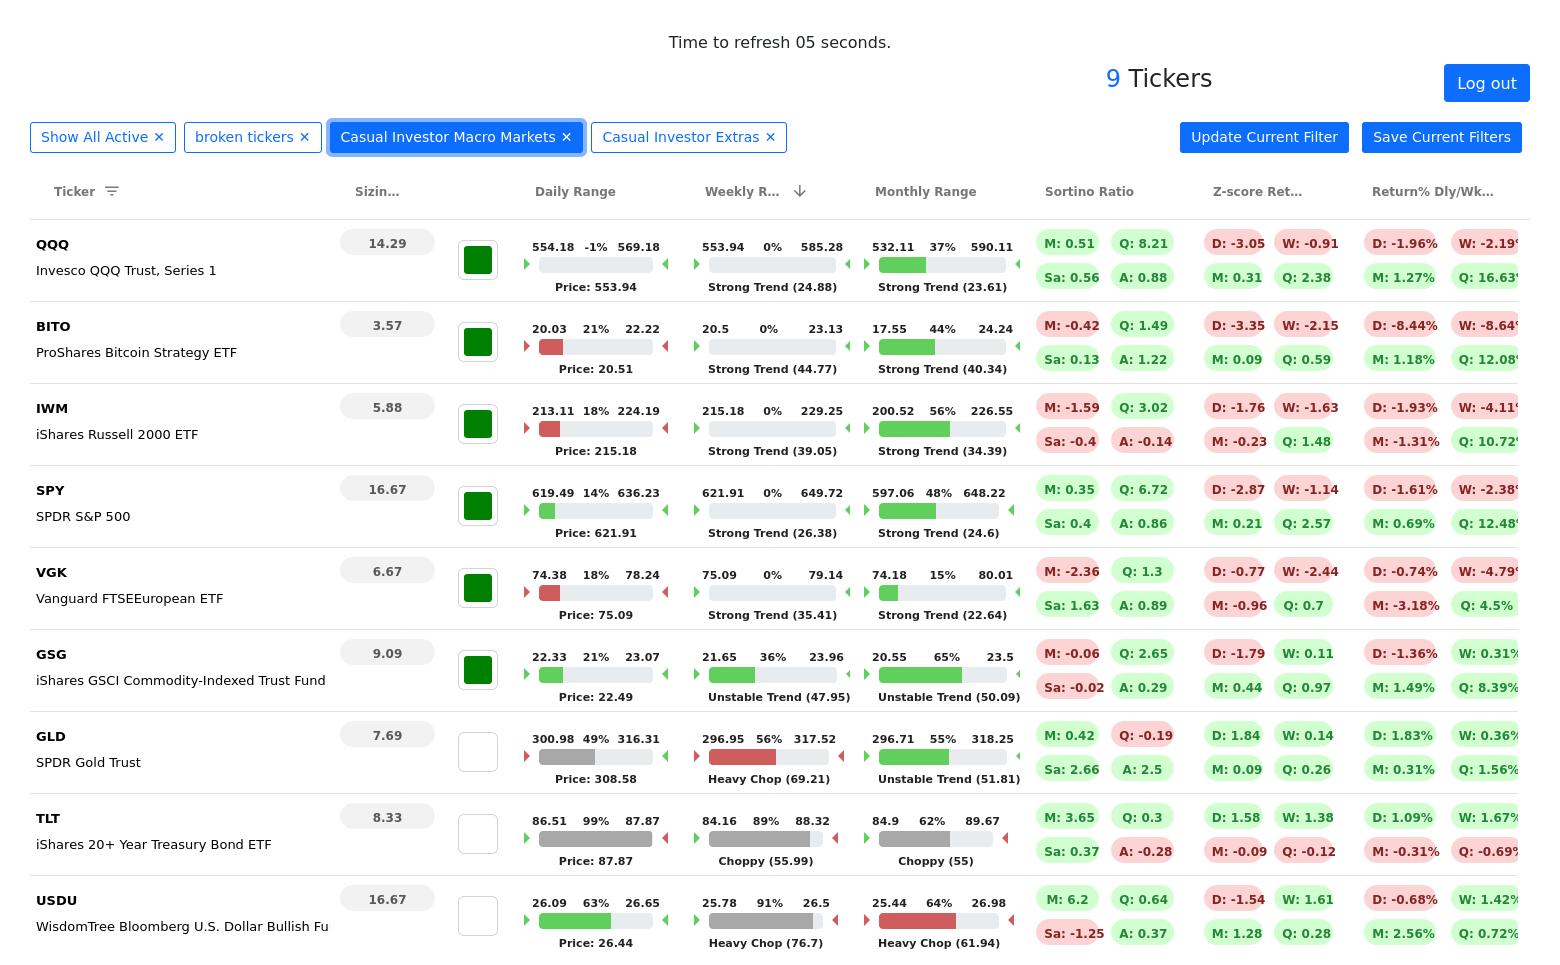 Time to refresh 05 seconds.
9 Tickers
Log out
Show All Active ✕ broken tickers ✕ Casual Investor Macro Markets ✕ Casual Investor Extras ✕ Update Current Filter Save Current Filters
Ticker Sizin... Daily Range Weekly R... Monthly Range Sortino Ratio Z-score Ret... Return% Dly/Wk...
QQQ 14.29 554.18 -1% 569.18 553.94 0% 585.28 532.11 37% 590.11 M: 0.51 Q: 8.21 D: -3.05 W: -0.91 D: -1.96% W: -2.19%
Invesco QQQ Trust, Series 1 Sa: 0.56 A: 0.88 M: 0.31 Q: 2.38 M: 1.27% Q: 16.63%
Price: 553.94 Strong Trend (24.88) Strong Trend (23.61)
BITO 3.57 20.03 21% 22.22 20.5 0% 23.13 17.55 44% 24.24 M: -0.42 Q: 1.49 D: -3.35 W: -2.15 D: -8.44% W: -8.64%
ProShares Bitcoin Strategy ETF Sa: 0.13 A: 1.22 M: 0.09 Q: 0.59 M: 1.18% Q: 12.08%
Price: 20.51 Strong Trend (44.77) Strong Trend (40.34)
IWM 5.88 213.11 18% 224.19 215.18 0% 229.25 200.52 56% 226.55 M: -1.59 Q: 3.02 D: -1.76 W: -1.63 D: -1.93% W: -4.11%
iShares Russell 2000 ETF Sa: -0.4 A: -0.14 M: -0.23 Q: 1.48 M: -1.31% Q: 10.72%
Price: 215.18 Strong Trend (39.05) Strong Trend (34.39)
SPY 16.67 619.49 14% 636.23 621.91 0% 649.72 597.06 48% 648.22 M: 0.35 Q: 6.72 D: -2.87 W: -1.14 D: -1.61% W: -2.38%
SPDR S&P 500 Sa: 0.4 A: 0.86 M: 0.21 Q: 2.57 M: 0.69% Q: 12.48%
Price: 621.91 Strong Trend (26.38) Strong Trend (24.6)
VGK 6.67 74.38 18% 78.24 75.09 0% 79.14 74.18 15% 80.01 M: -2.36 Q: 1.3 D: -0.77 W: -2.44 D: -0.74% W: -4.79%
Vanguard FTSEEuropean ETF Sa: 1.63 A: 0.89 M: -0.96 Q: 0.7 M: -3.18% Q: 4.5%
Price: 75.09 Strong Trend (35.41) Strong Trend (22.64)
GSG 9.09 22.33 21% 23.07 21.65 36% 23.96 20.55 65% 23.5 M: -0.06 Q: 2.65 D: -1.79 W: 0.11 D: -1.36% W: 0.31%
iShares GSCI Commodity-Indexed Trust Fund Sa: -0.02 A: 0.29 M: 0.44 Q: 0.97 M: 1.49% Q: 8.39%
Price: 22.49 Unstable Trend (47.95) Unstable Trend (50.09)
GLD 7.69 300.98 49% 316.31 296.95 56% 317.52 296.71 55% 318.25 M: 0.42 Q: -0.19 D: 1.84 W: 0.14 D: 1.83% W: 0.36%
SPDR Gold Trust Sa: 2.66 A: 2.5 M: 0.09 Q: 0.26 M: 0.31% Q: 1.56%
Price: 308.58 Heavy Chop (69.21) Unstable Trend (51.81)
TLT 8.33 86.51 99% 87.87 84.16 89% 88.32 84.9 62% 89.67 M: 3.65 Q: 0.3 D: 1.58 W: 1.38 D: 1.09% W: 1.67%
iShares 20+ Year Treasury Bond ETF Sa: 0.37 A: -0.28 M: -0.09 Q: -0.12 M: -0.31% Q: -0.69%
Price: 87.87 Choppy (55.99) Choppy (55)
USDU 16.67 26.09 63% 26.65 25.78 91% 26.5 25.44 64% 26.98 M: 6.2 Q: 0.64 D: -1.54 W: 1.61 D: -0.68% W: 1.42%
WisdomTree Bloomberg U.S. Dollar Bullish Fu Sa: -1.25 A: 0.37 M: 1.28 Q: 0.28 M: 2.56% Q: 0.72%
Price: 26.44 Heavy Chop (76.7) Heavy Chop (61.94)